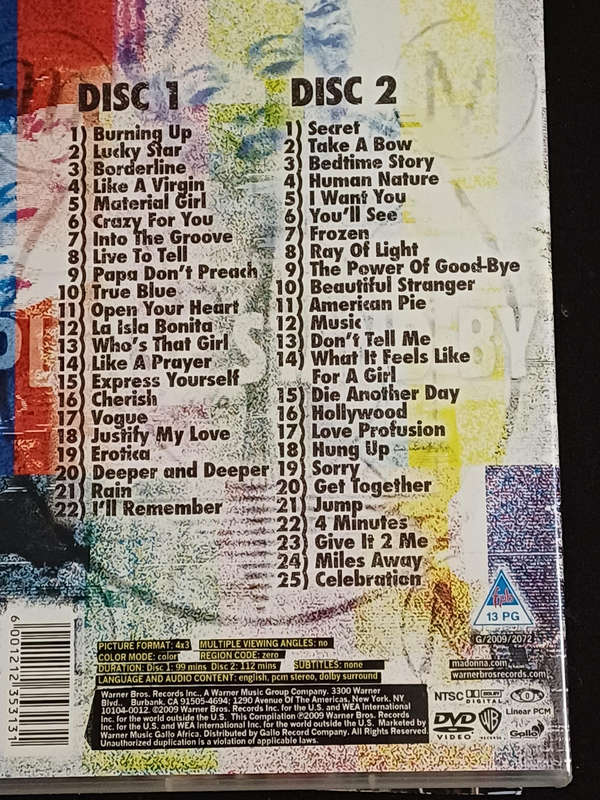 DISC 1
1) Burning Up
2) Lucky Star
3) Borderline
4) Like A Virgin
5) Material Girl
6) Crazy For You
7) Into The Groove
8) Live To Tell
9) Papa Don't Preach
10) True Blue
11) Open Your Heart
12) La Isla Bonita
13) Who's That Girl
14) Like A Prayer
15) Express Yourself
16) Cherish
17) Vogue
18) Justify My Love
19) Erotica
20) Deeper and Deeper
21) Rain
22) I'll Remember
DISC 2
1) Secret
2) Take A Bow
3) Bedtime Story
4) Human Nature
5) I Want You
6) You'll See
7) Frozen
8) Ray Of Light
9) The Power Of Good-Bye
10) Beautiful Stranger
11) American Pie
12) Music
13) Don't Tell Me
14) What It Feels Like
For A Girl
15) Die Another Day
16) Hollywood
17) Love Profusion
18) Hung Up
19) Sorry
20) Get Together
21) Jump
22) 4 Minutes
23) Give It 2 Me
24) Miles Away
25) Celebration
PICTURE FORMAT: 4x3 MULTIPLE VIEWING ANGLES: no
COLOR MODE: color REGION CODE: zero
DURATION: Disc 1: 99 mins Disc 2: 112 mins SUBTITLES: none
LANGUAGE AND AUDIO CONTENT: english, pcm stereo, dolby surround
Warner Bros. Records Inc., A Warner Music Group Company. 3300 Warner
Blvd., Burbank, CA 91505-4694; 1290 Avenue Of The Americas, New York, NY
10104-0012 ©2009 Warner Bros. Records Inc. for the U.S. and WEA International
Inc. for the world outside of the U.S. This Compilation ℗2009 Warner Bros. Records
Inc. for the U.S. and WEA International Inc. for the world outside of the U.S. Marketed by
Warner Music Gallo Africa. Distributed by Gallo Record Company. All Rights Reserved.
Unauthorized duplication is a violation of applicable laws.
6001212353131
fpb
13 PG
G/2009/2072
madonna.com
warnerbrosrecords.com
NTSC DOLBY
DIGITAL
Linear PCM
DVD
VIDEO
WB
Gallo